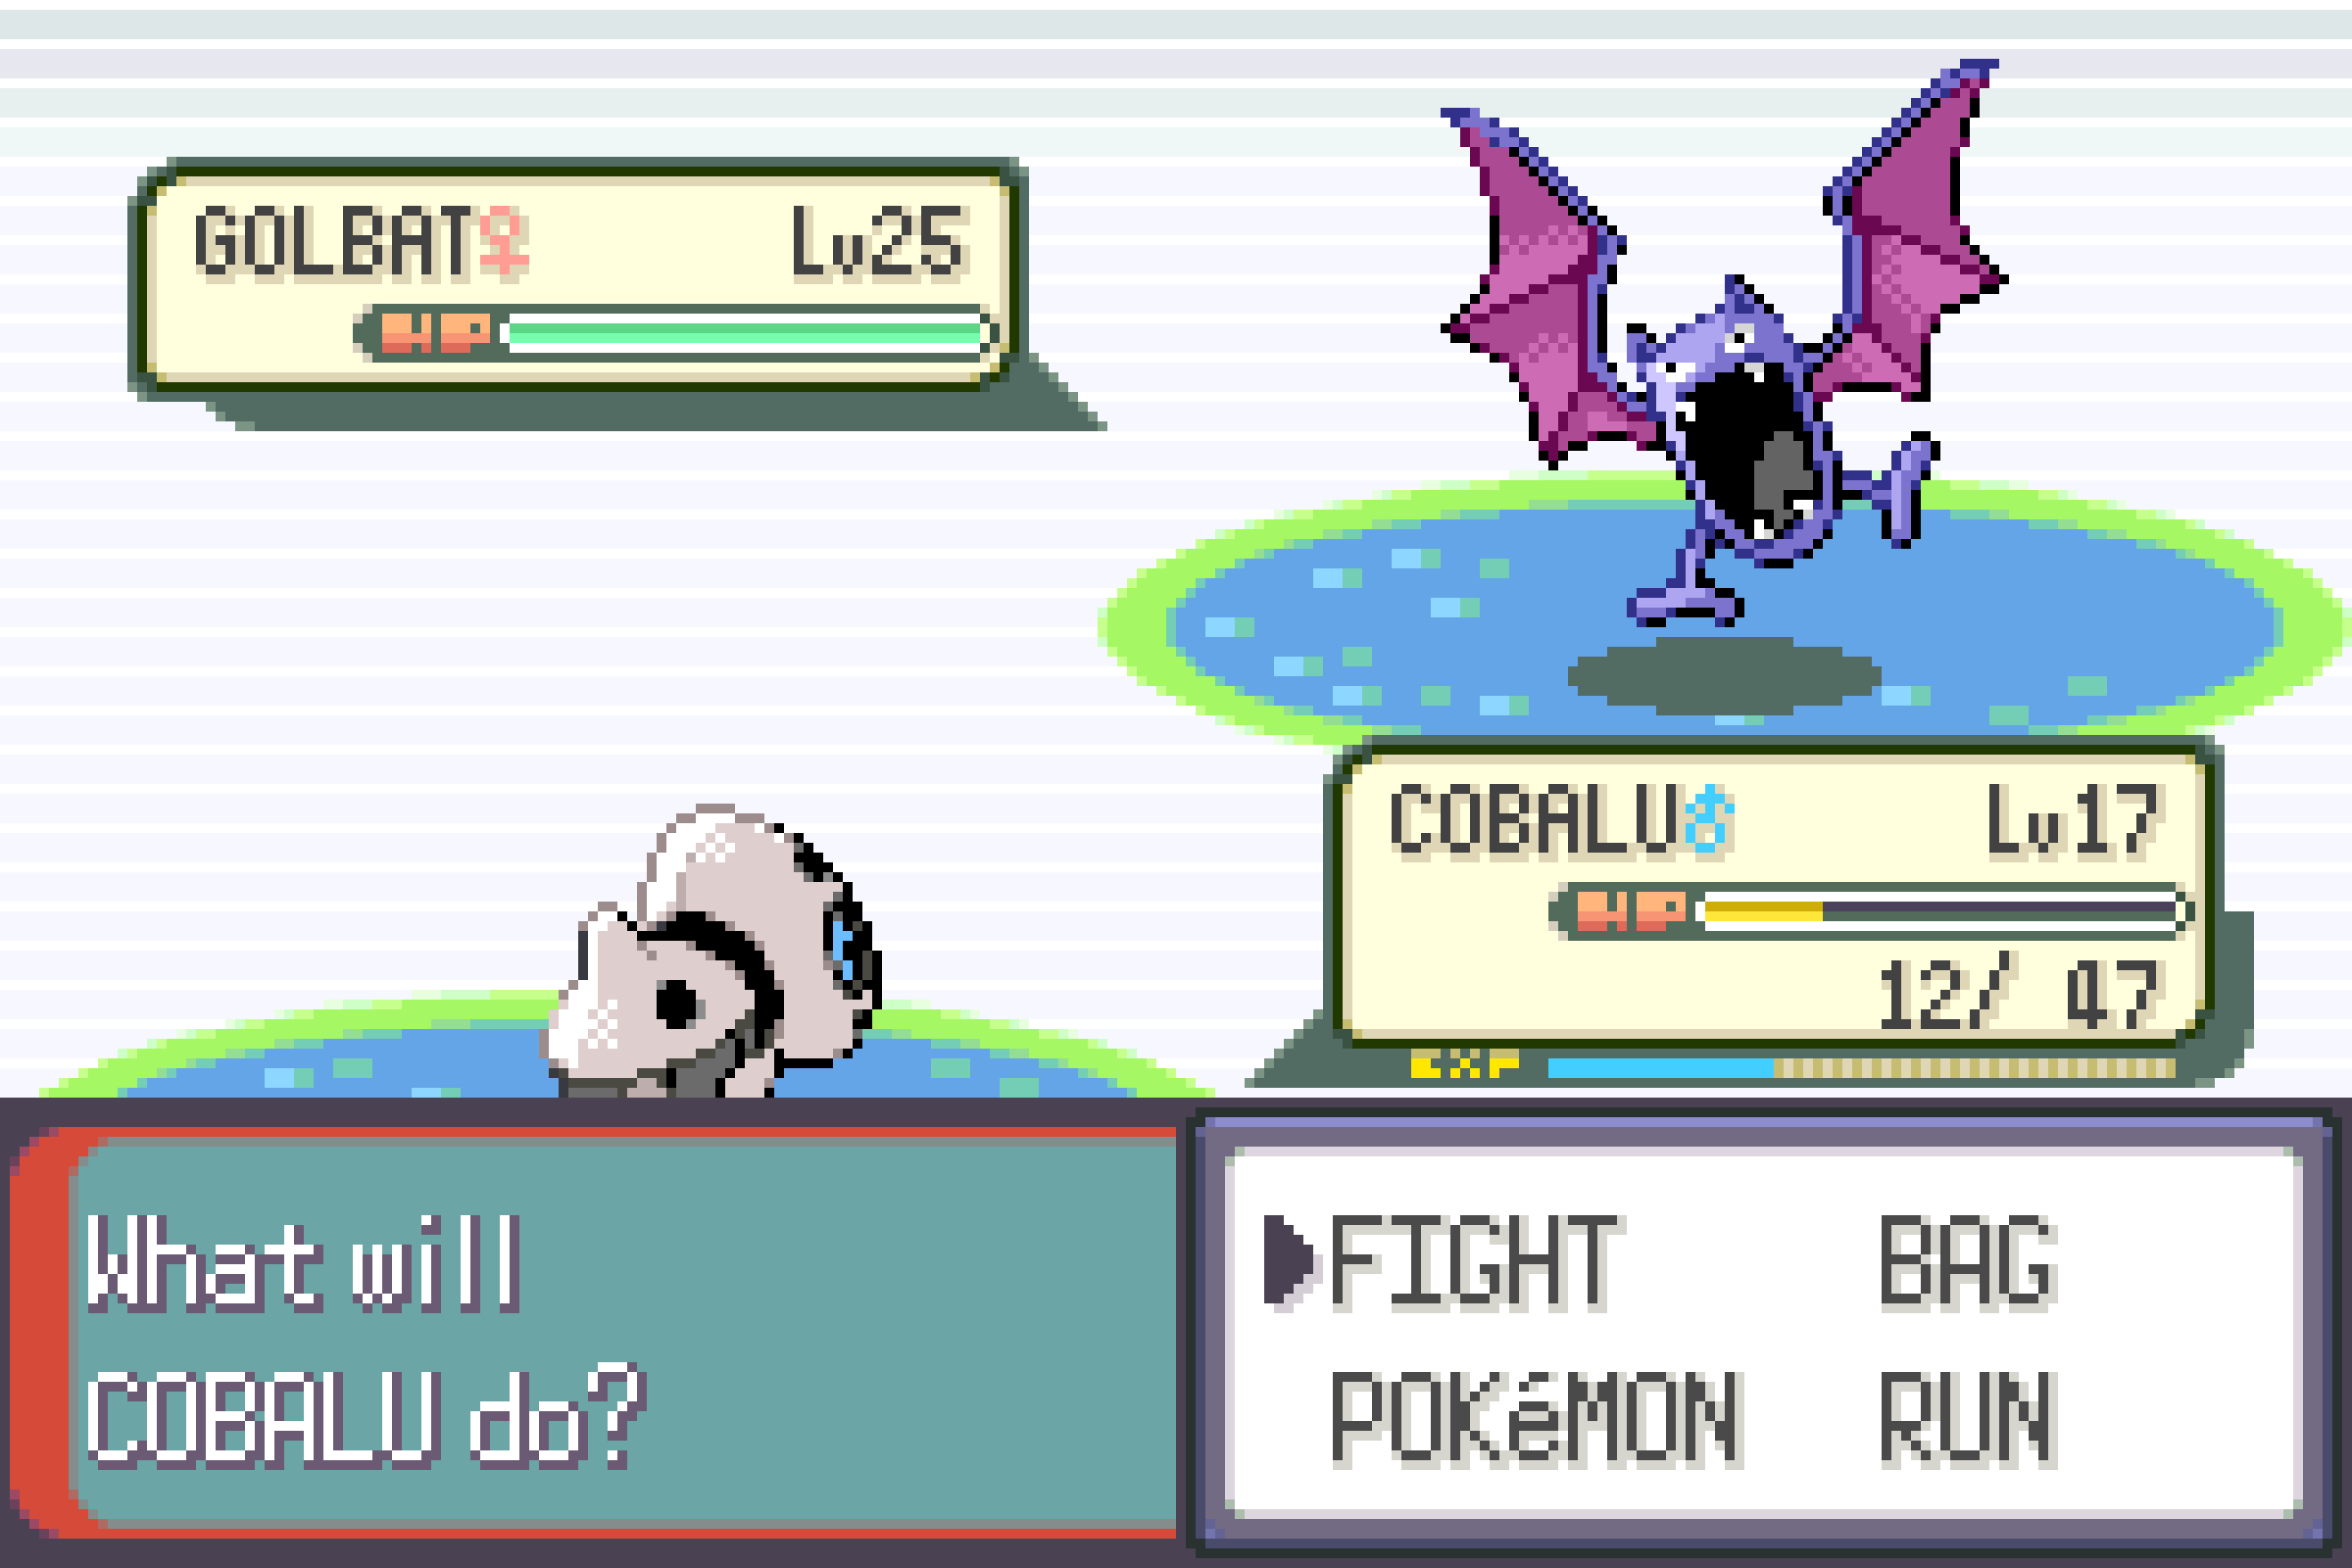 GOLBAT♀ Lv25
HP
COBALU♂ Lv17
HP
12/ 47
EXP
What will
COBALU do?
▶FIGHT BAG
POKéMON RUN